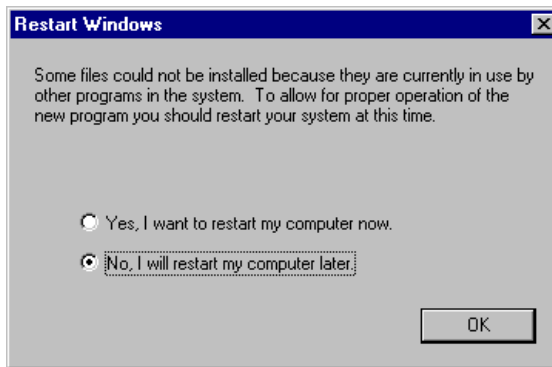 Restart Windows
Some files could not be installed because they are currently in use by
other programs in the system.  To allow for proper operation of the
new program you should restart your system at this time.
Yes, I want to restart my computer now.
No, I will restart my computer later.
OK